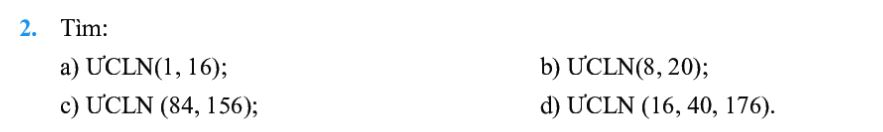 2. Tìm:
a) ƯCLN(1, 16); b) ƯCLN(8, 20);
c) ƯCLN (84, 156); d) ƯCLN (16, 40, 176).